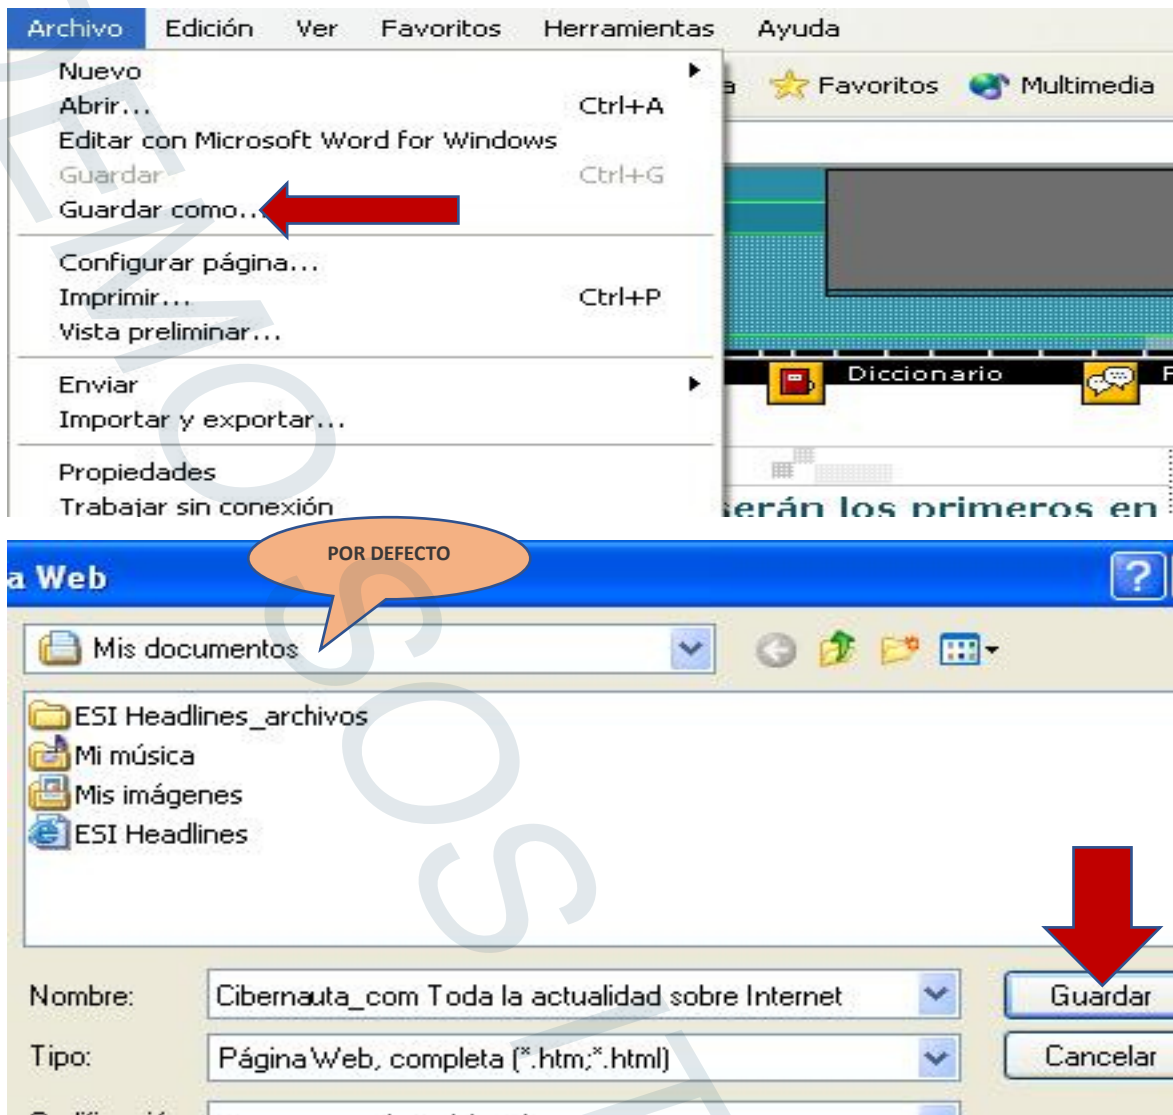 Archivo Edición Ver Favoritos Herramientas Ayuda
Nuevo
Abrir... Ctrl+A
Editar con Microsoft Word for Windows
Guardar Ctrl+G
Guardar como...
Configurar página...
Imprimir... Ctrl+P
Vista preliminar...
Enviar
Importar y exportar...
Propiedades
Trabajar sin conexión
Favoritos Multimedia
Diccionario
los primeros en
POR DEFECTO
a Web
Mis documentos
ESI Headlines_archivos
Mi música
Mis imágenes
ESI Headlines
Nombre: Cibernauta_com Toda la actualidad sobre Internet Guardar
Tipo: Página Web, completa (*.htm;*.html) Cancelar
DEMO
SOS